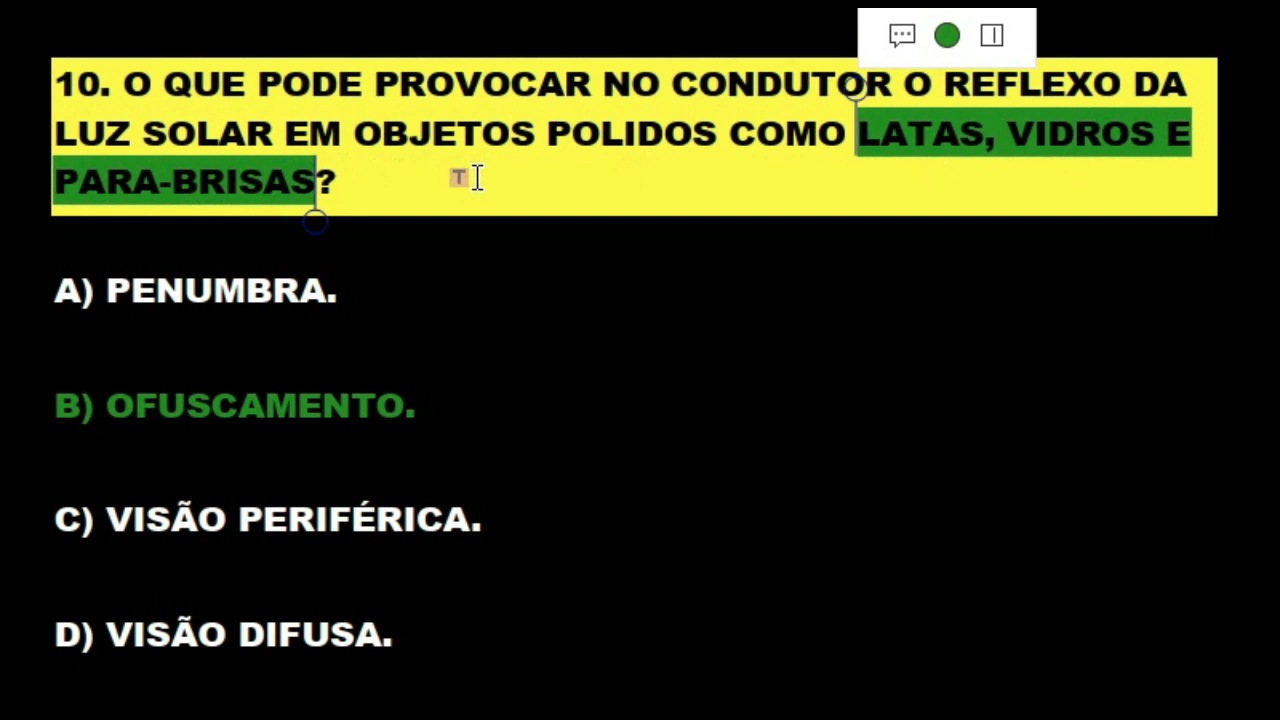 10. O QUE PODE PROVOCAR NO CONDUTOR O REFLEXO DA
LUZ SOLAR EM OBJETOS POLIDOS COMO LATAS, VIDROS E
PARA-BRISAS?
T
A) PENUMBRA.
B) OFUSCAMENTO.
C) VISÃO PERIFÉRICA.
D) VISÃO DIFUSA.